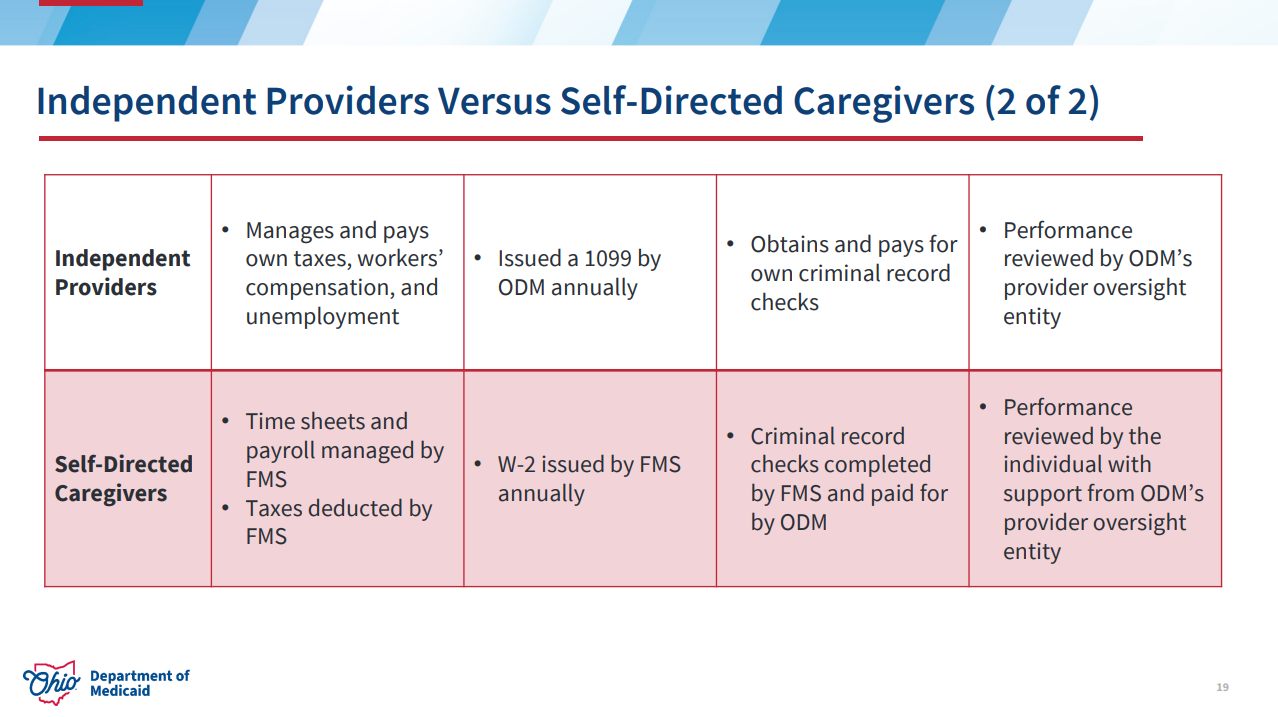 Independent Providers Versus Self-Directed Caregivers (2 of 2)
Independent
Providers
• Manages and pays
own taxes, workers’
compensation, and
unemployment
• Issued a 1099 by
ODM annually
• Obtains and pays for
own criminal record
checks
• Performance
reviewed by ODM’s
provider oversight
entity
Self-Directed
Caregivers
• Time sheets and
payroll managed by
FMS
• Taxes deducted by
FMS
• W-2 issued by FMS
annually
• Criminal record
checks completed
by FMS and paid for
by ODM
• Performance
reviewed by the
individual with
support from ODM’s
provider oversight
entity
Ohio
Department of
Medicaid
19